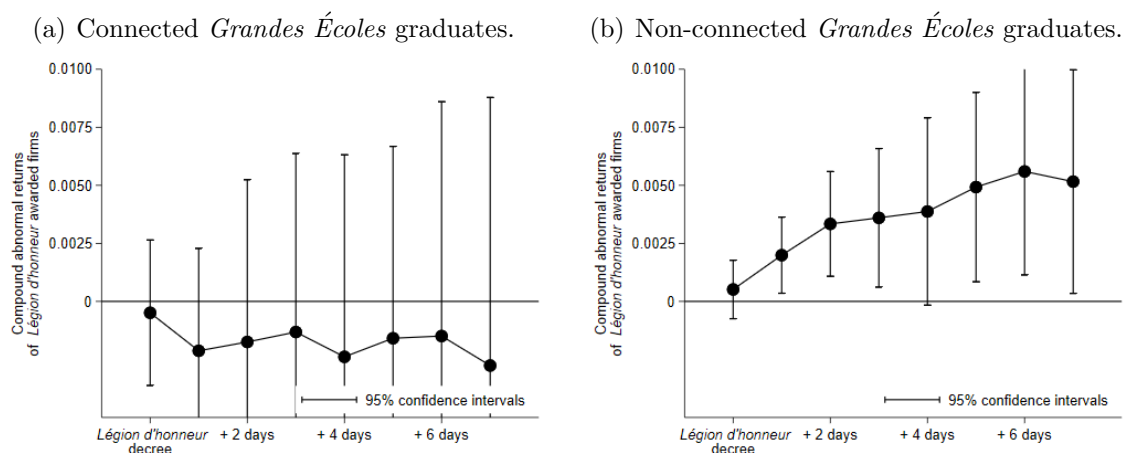 (a) Connected Grandes Écoles graduates.
0.0100
0.0075
0.0050
0.0025
0
Compound abnormal returns
of Légion d'honneur awarded firms
95% confidence intervals
Légion d'honneur
decree
+ 2 days
+ 4 days
+ 6 days
(b) Non-connected Grandes Écoles graduates.
0.0100
0.0075
0.0050
0.0025
0
Compound abnormal returns
of Légion d'honneur awarded firms
95% confidence intervals
Légion d'honneur
decree
+ 2 days
+ 4 days
+ 6 days